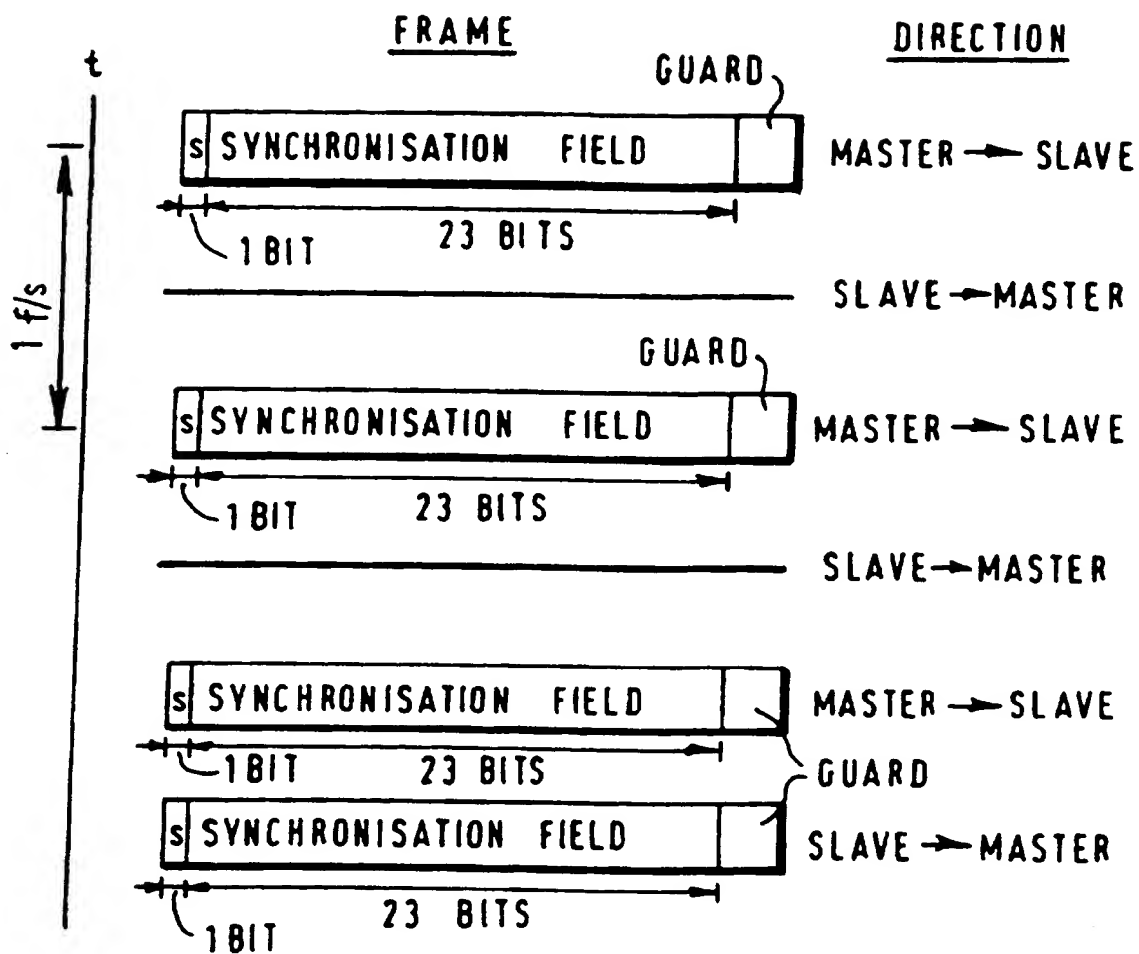 FRAME
DIRECTION
t
GUARD
S SYNCHRONISATION FIELD
MASTER → SLAVE
1 BIT
23 BITS
1 f/s
SLAVE → MASTER
GUARD
S SYNCHRONISATION FIELD
MASTER → SLAVE
1 BIT
23 BITS
SLAVE → MASTER
S SYNCHRONISATION FIELD
MASTER → SLAVE
1 BIT
23 BITS
GUARD
S SYNCHRONISATION FIELD
SLAVE → MASTER
1 BIT
23 BITS